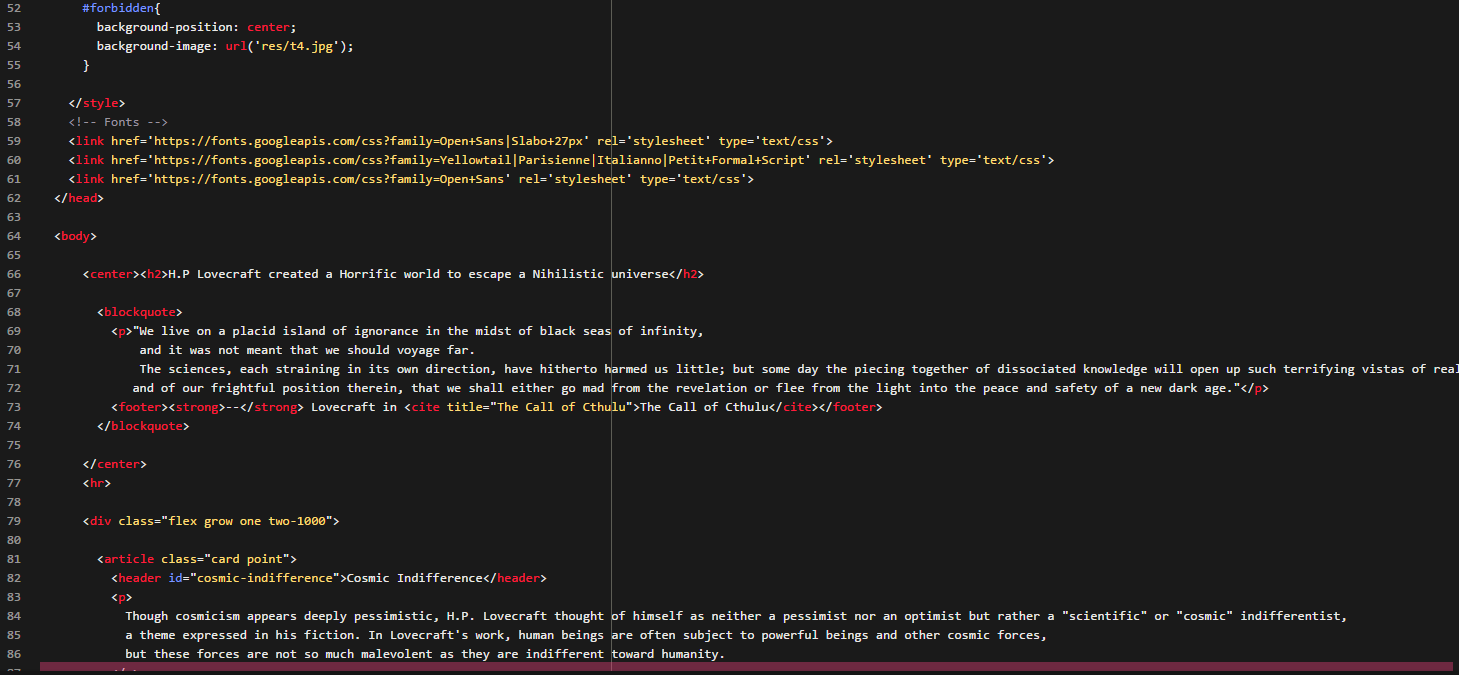 52 #forbidden{
53 background-position: center;
54 background-image: url('res/t4.jpg');
55 }
56
57 </style>
58 <!-- Fonts -->
59 <link href='https://fonts.googleapis.com/css?family=Open+Sans|Slabo+27px' rel='stylesheet' type='text/css'>
60 <link href='https://fonts.googleapis.com/css?family=Yellowtail|Parisienne|Italianno|Petit+Formal+Script' rel='stylesheet' type='text/css'>
61 <link href='https://fonts.googleapis.com/css?family=Open+Sans' rel='stylesheet' type='text/css'>
62 </head>
63
64 <body>
65
66 <center><h2>H.P Lovecraft created a Horrific world to escape a Nihilistic universe</h2>
67
68 <blockquote>
69 <p>"We live on a placid island of ignorance in the midst of black seas of infinity,
70 and it was not meant that we should voyage far.
71 The sciences, each straining in its own direction, have hitherto harmed us little; but some day the piecing together of dissociated knowledge will open up such terrifying vistas of real
72 and of our frightful position therein, that we shall either go mad from the revelation or flee from the light into the peace and safety of a new dark age."</p>
73 <footer><strong>--</strong> Lovecraft in <cite title="The Call of Cthulu">The Call of Cthulu</cite></footer>
74 </blockquote>
75
76 </center>
77 <hr>
78
79 <div class="flex grow one two-1000">
80
81 <article class="card point">
82 <header id="cosmic-indifference">Cosmic Indifference</header>
83 <p>
84 Though cosmicism appears deeply pessimistic, H.P. Lovecraft thought of himself as neither a pessimist nor an optimist but rather a "scientific" or "cosmic" indifferentist,
85 a theme expressed in his fiction. In Lovecraft's work, human beings are often subject to powerful beings and other cosmic forces,
86 but these forces are not so much malevolent as they are indifferent toward humanity.